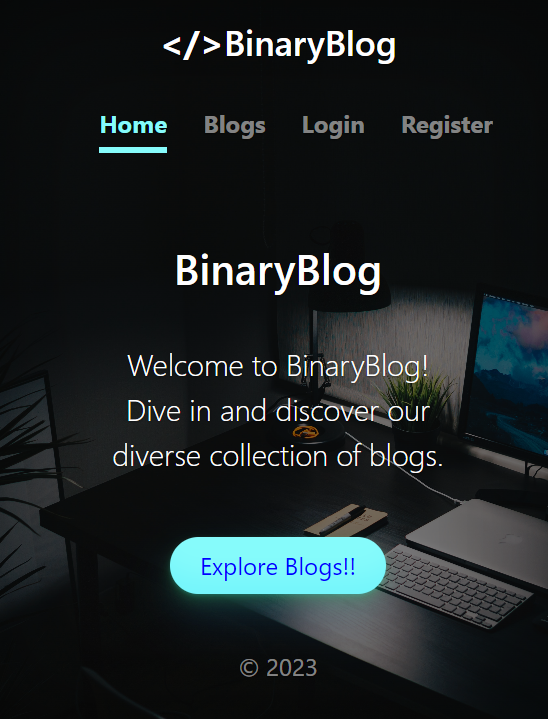 </>BinaryBlog
Home Blogs Login Register
BinaryBlog
Welcome to BinaryBlog!
Dive in and discover our
diverse collection of blogs.
Explore Blogs!!
© 2023